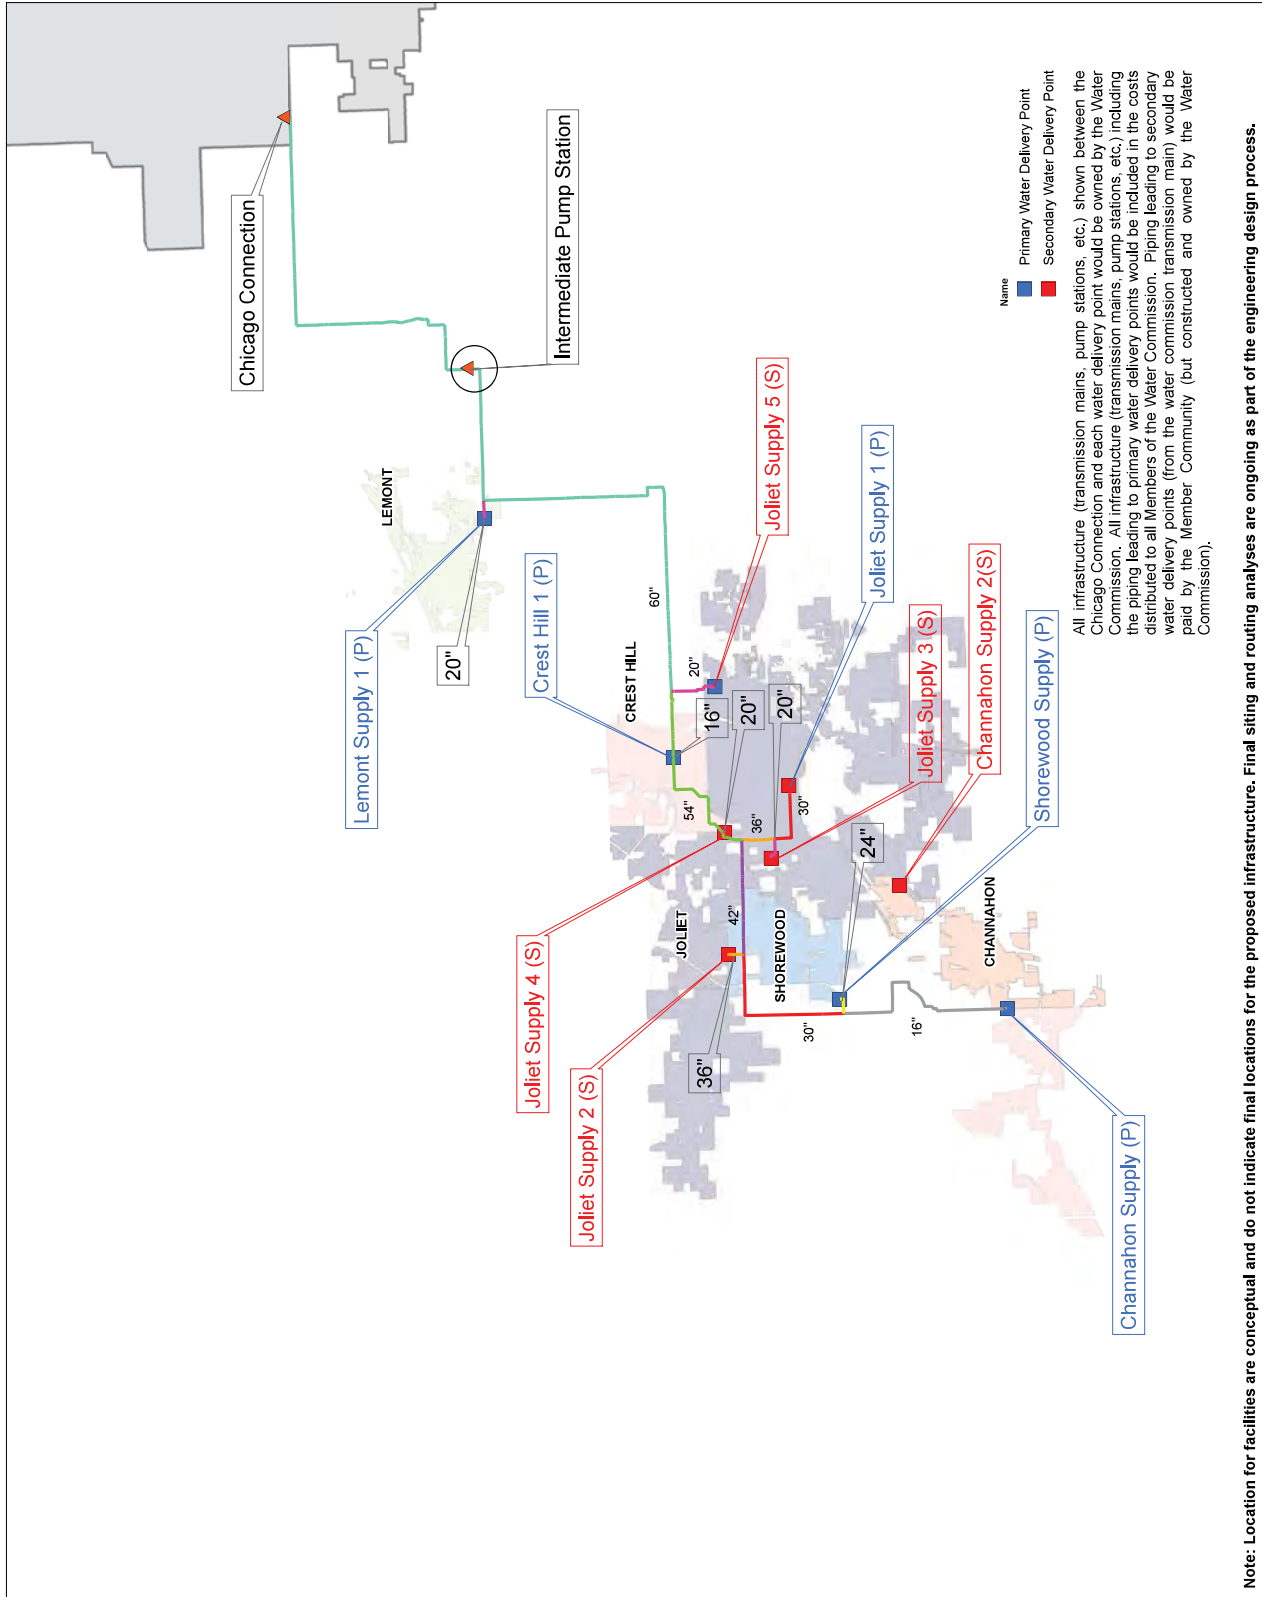 Chicago Connection
Intermediate Pump Station
LEMONT
Lemont Supply 1 (P)
20"
Crest Hill 1 (P)
CREST HILL
60"
20"
Joliet Supply 5 (S)
Joliet Supply 1 (P)
16"
20"
20"
54"
36"
30"
Joliet Supply 3 (S)
Channahon Supply 2(S)
Shorewood Supply (P)
24"
Joliet Supply 4 (S)
JOLIET
42"
SHOREWOOD
CHANNAHON
Joliet Supply 2 (S)
36"
30"
16"
Channahon Supply (P)
Name
Primary Water Delivery Point
Secondary Water Delivery Point
All infrastructure (transmission mains, pump stations, etc.) shown between the
Chicago Connection and each water delivery point would be owned by the Water
Commission. All infrastructure (transmission mains, pump stations, etc.) including
the piping leading to primary water delivery points would be included in the costs
distributed to all Members of the Water Commission. Piping leading to secondary
water delivery points (from the water commission transmission main) would be
paid by the Member Community (but constructed and owned by the Water
Commission).
Note: Location for facilities are conceptual and do not indicate final locations for the proposed infrastructure. Final siting and routing analyses are ongoing as part of the engineering design process.